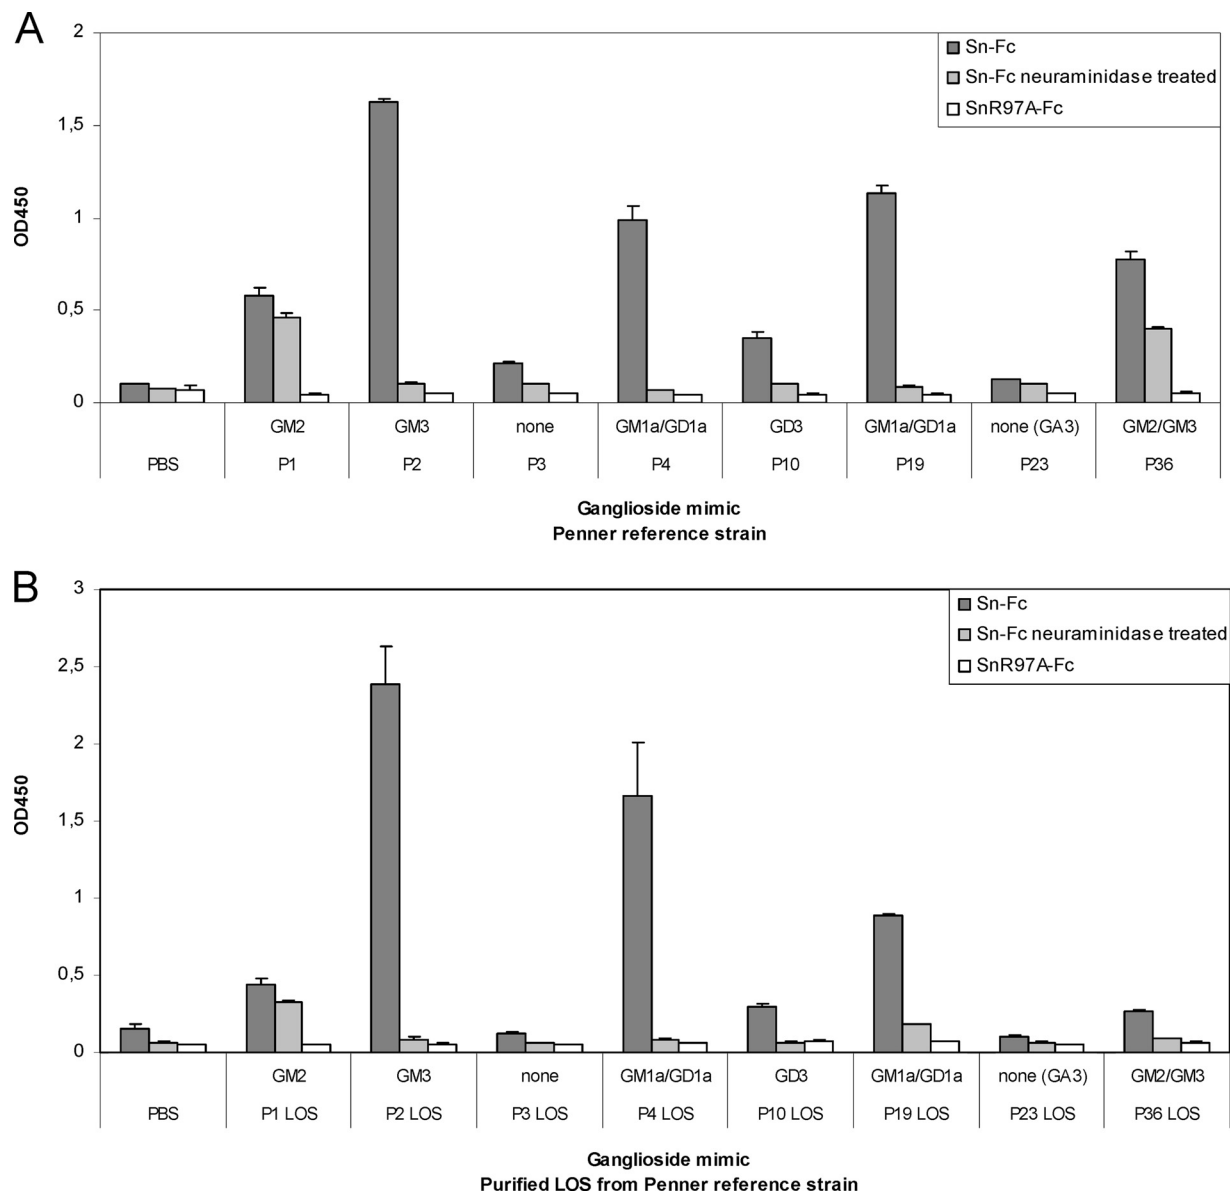 A
2
1,5
1
0,5
0
OD450
Sn-Fc
Sn-Fc neuraminidase treated
SnR97A-Fc
GM2 GM3 none GM1a/GD1a GD3 GM1a/GD1a none (GA3) GM2/GM3
PBS P1 P2 P3 P4 P10 P19 P23 P36
Ganglioside mimic
Penner reference strain
B
3
2,5
2
1,5
1
0,5
0
OD450
Sn-Fc
Sn-Fc neuraminidase treated
SnR97A-Fc
GM2 GM3 none GM1a/GD1a GD3 GM1a/GD1a none (GA3) GM2/GM3
PBS P1 LOS P2 LOS P3 LOS P4 LOS P10 LOS P19 LOS P23 LOS P36 LOS
Ganglioside mimic
Purified LOS from Penner reference strain